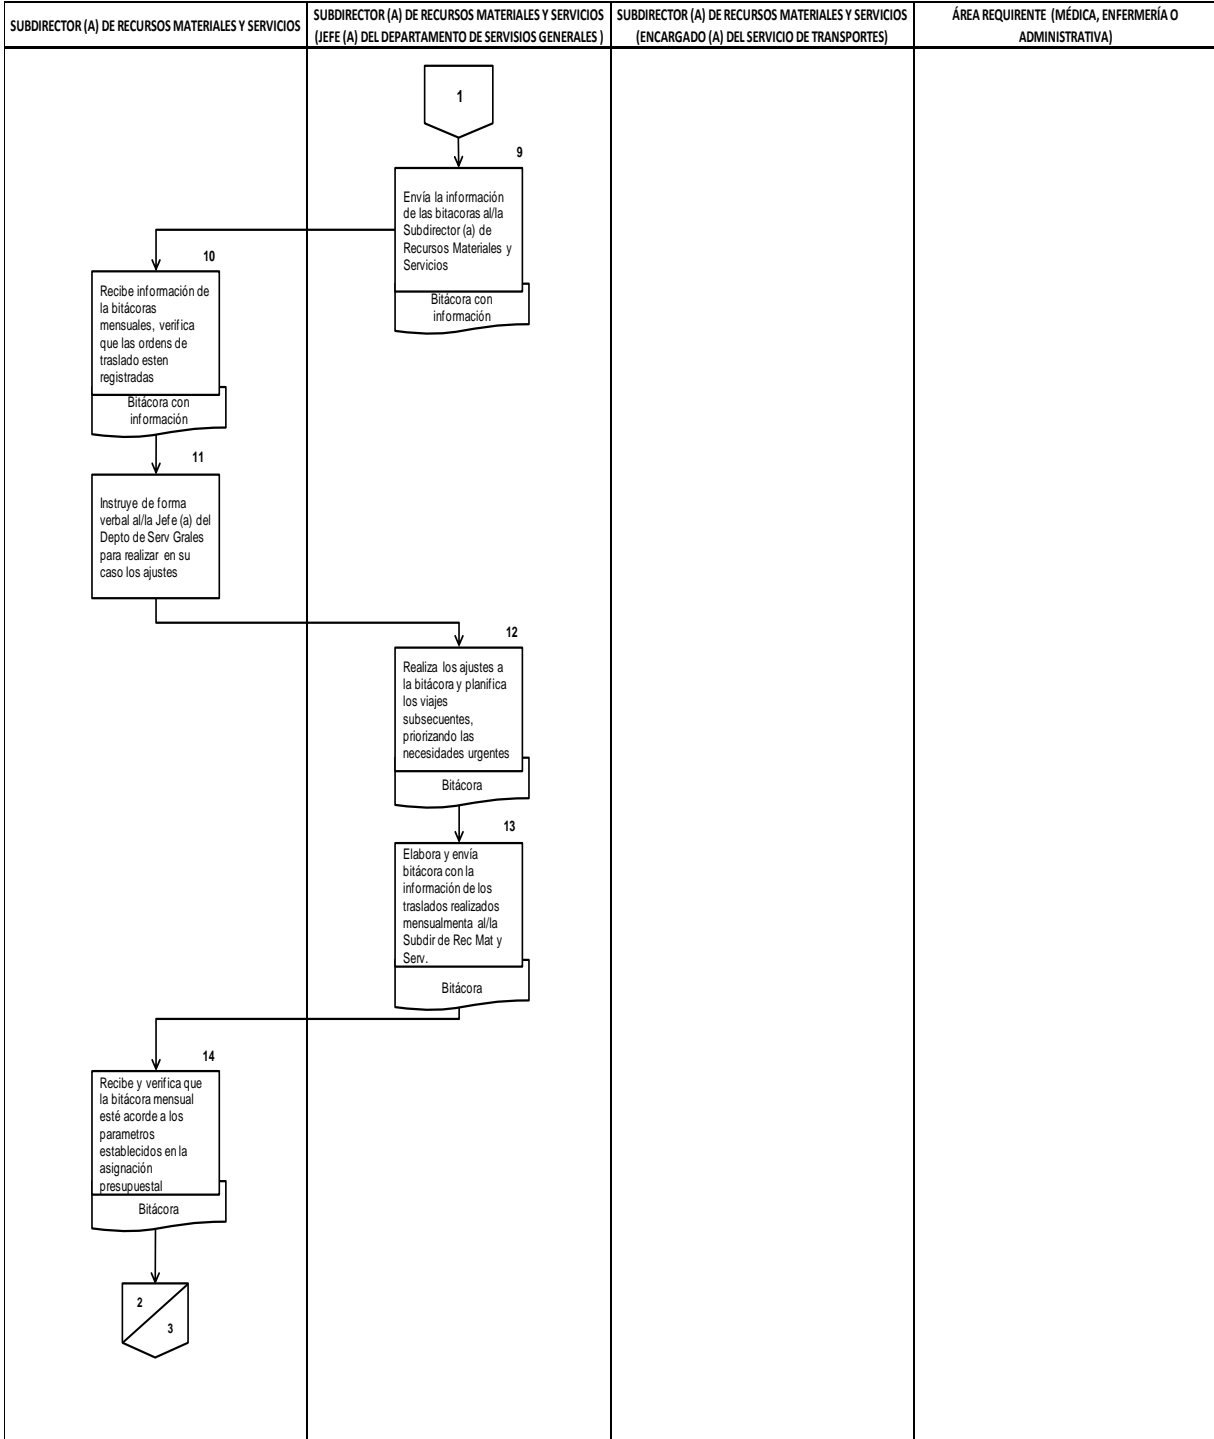 SUBDIRECTOR (A) DE RECURSOS MATERIALES Y SERVICIOS
SUBDIRECTOR (A) DE RECURSOS MATERIALES Y SERVICIOS
(JEFE (A) DEL DEPARTAMENTO DE SERVISIOS GENERALES )
SUBDIRECTOR (A) DE RECURSOS MATERIALES Y SERVICIOS
(ENCARGADO (A) DEL SERVICIO DE TRANSPORTES)
ÁREA REQUIRENTE (MÉDICA, ENFERMERÍA O
ADMINISTRATIVA)
1
9
Envía la información
de las bitacoras al/la
Subdirector (a) de
Recursos Materiales y
Servicios
Bitácora con
información
10
Recibe información de
la bitácoras
mensuales, verifica
que las ordens de
traslado esten
registradas
Bitácora con
información
11
Instruye de forma
verbal al/la Jefe (a) del
Depto de Serv Grales
para realizar en su
caso los ajustes
12
Realiza los ajustes a
la bitácora y planifica
los viajes
subsecuentes,
priorizando las
necesidades urgentes
Bitácora
13
Elabora y envía
bitácora con la
información de los
traslados realizados
mensualmenta al/la
Subdir de Rec Mat y
Serv.
Bitácora
14
Recibe y verifica que
la bitácora mensual
esté acorde a los
parametros
establecidos en la
asignación
presupuestal
Bitácora
2
3